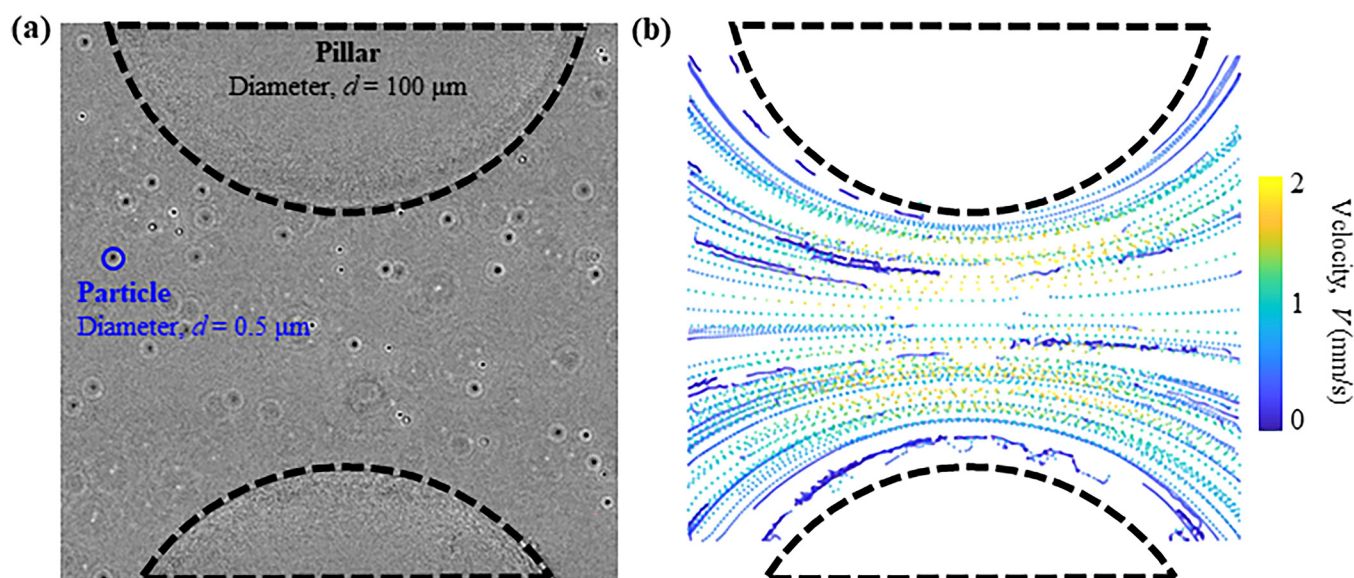 (a)
Pillar
Diameter, d = 100 μm
Particle
Diameter, d = 0.5 μm
(b)
2
1
0
Velocity, V (mm/s)